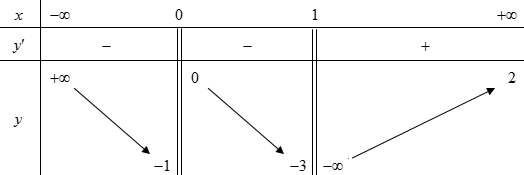 x −∞ 0 1 +∞
y′ − − +
+∞ 0 2
y
−1 −3 −∞